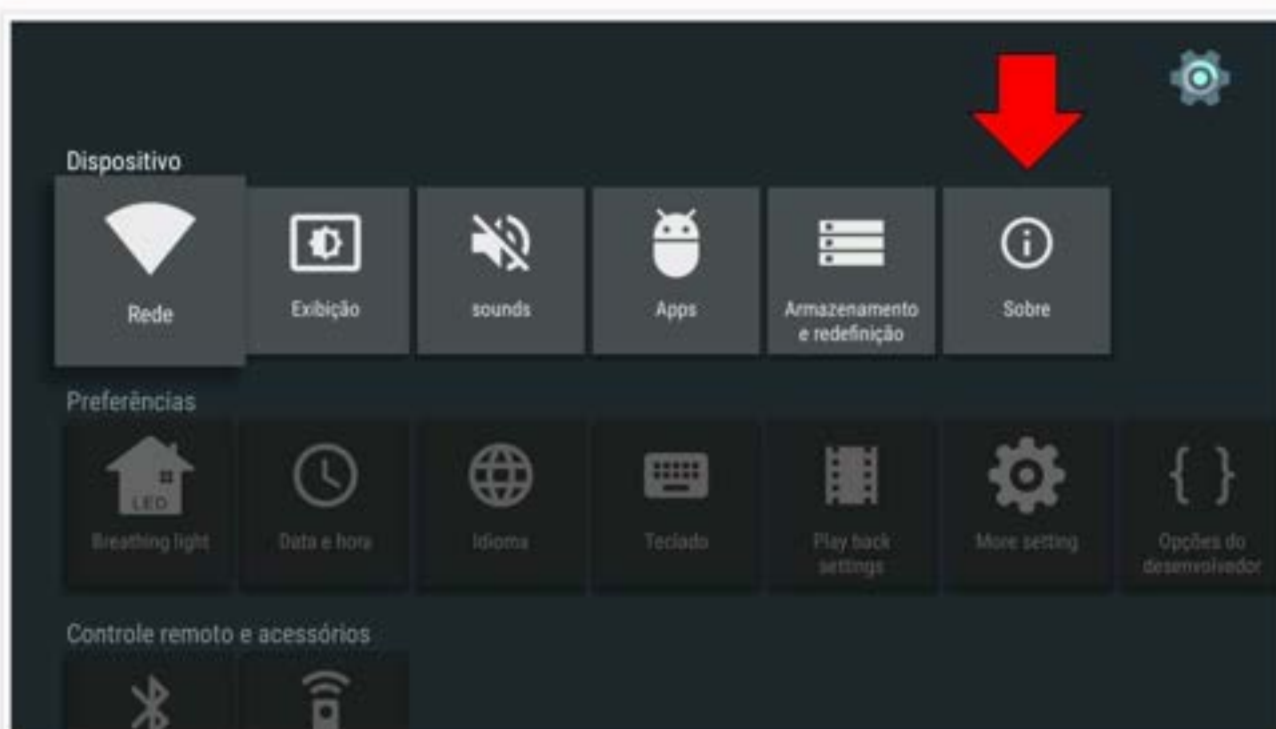 Dispositivo
Rede
Exibição
sounds
Apps
Armazenamento
e redefinição
Sobre
Preferências
LED
Breathing light
Data e hora
Idioma
Teclado
Play back
settings
More setting
Opções do
desenvolvedor
Controle remoto e acessórios